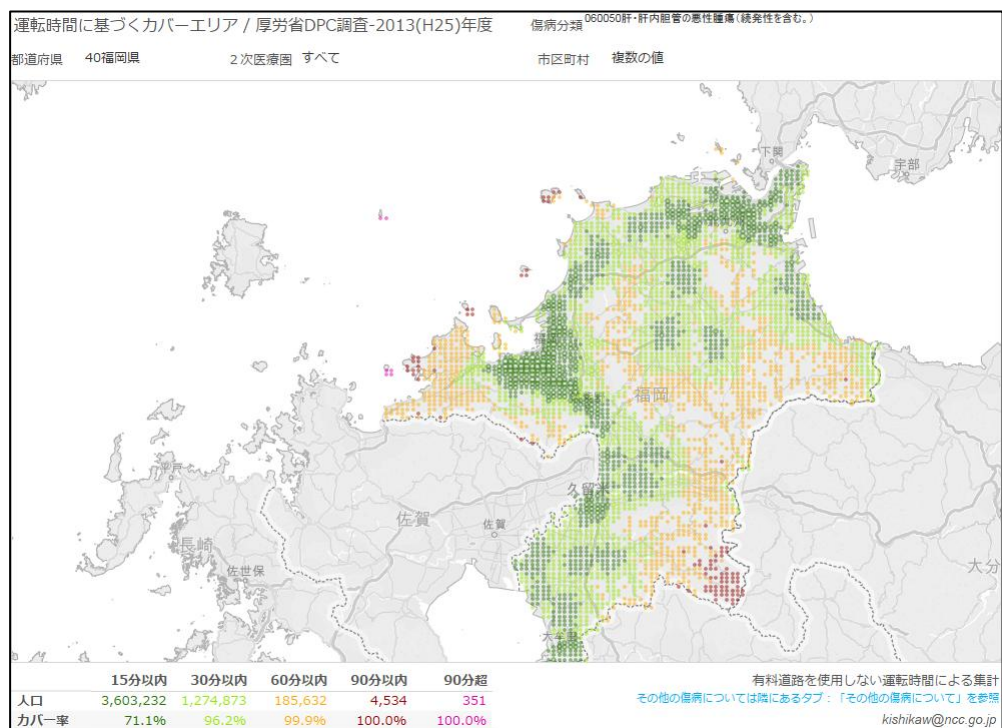 運転時間に基づくカバーエリア / 厚労省DPC調査-2013(H25)年度
傷病分類 060050肝・肝内胆管の悪性腫瘍(続発性を含む。)
都道府県 40福岡県 2次医療圏 すべて 市区町村 複数の値
下関
宇部
福岡
久留米
平戸
佐賀
佐賀
長崎
佐世保
大分
大牟田
15分以内 30分以内 60分以内 90分以内 90分超
人口 3,603,232 1,274,873 185,632 4,534 351
カバー率 71.1% 96.2% 99.9% 100.0% 100.0%
有料道路を使用しない運転時間による集計
その他の傷病については隣にあるタブ:「その他の傷病について」を参照
kishikaw@ncc.go.jp